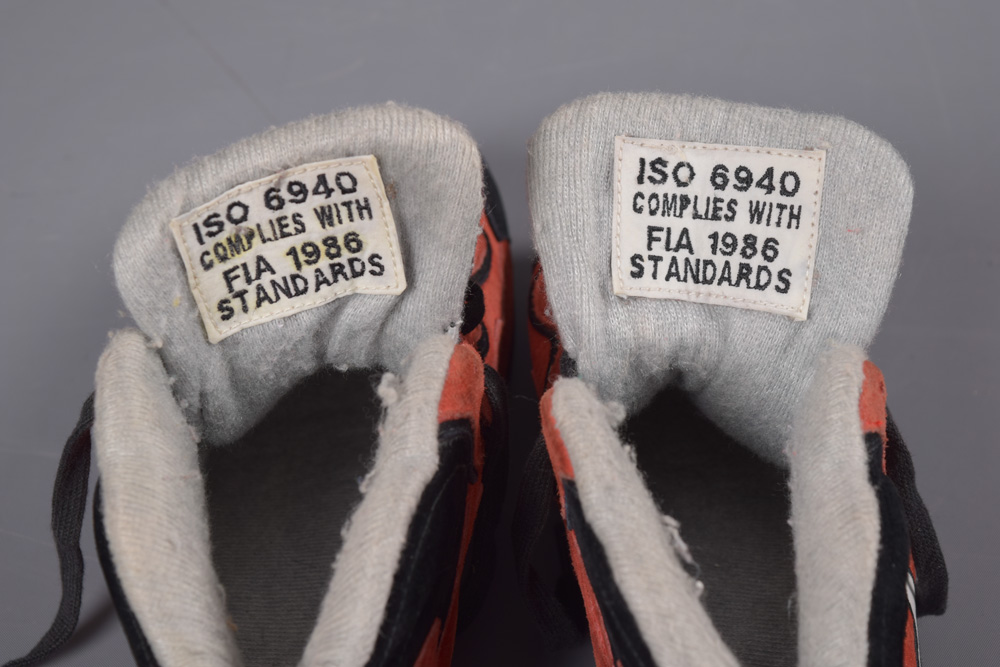 ISO 6940
COMPLIES WITH
FIA 1986
STANDARDS
ISO 6940
COMPLIES WITH
FIA 1986
STANDARDS